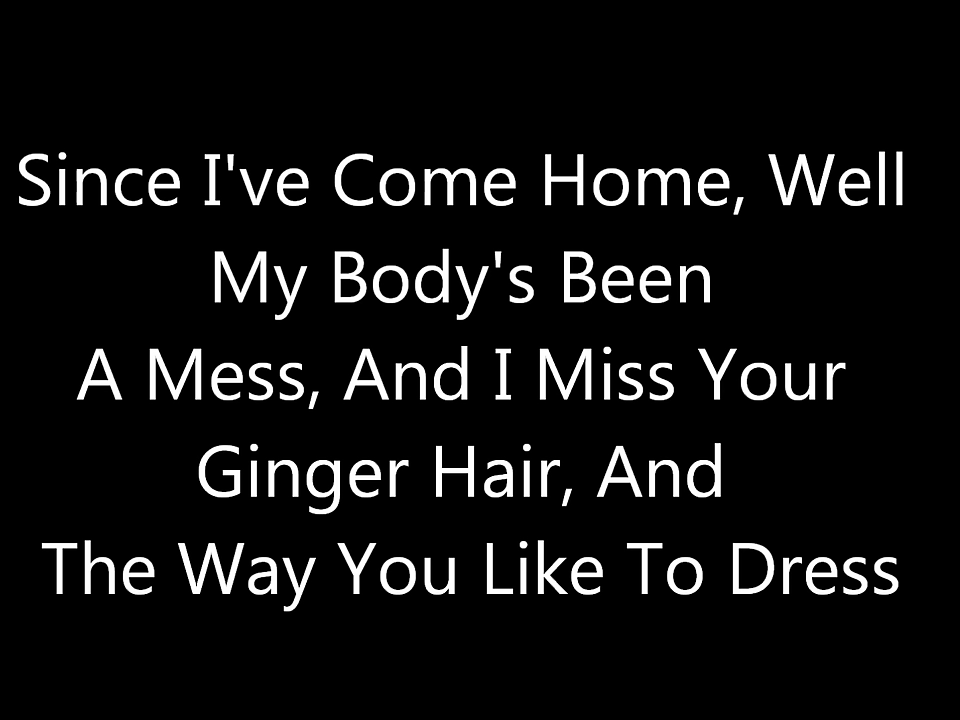 Since I've Come Home, Well
My Body's Been
A Mess, And I Miss Your
Ginger Hair, And
The Way You Like To Dress